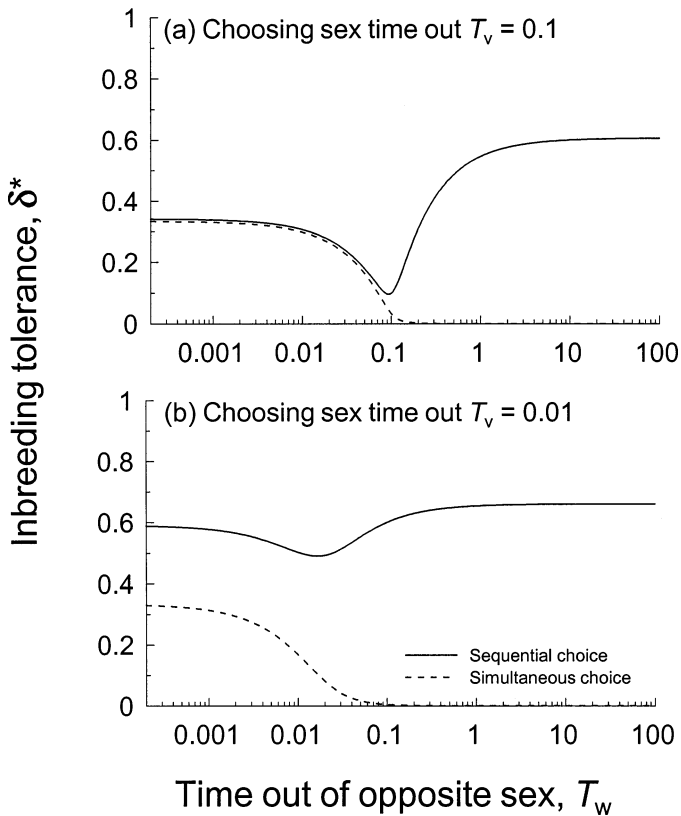 (a) Choosing sex time out Tv = 0.1
1
0.8
0.6
0.4
0.2
0
0.001 0.01 0.1 1 10 100
Inbreeding tolerance, δ*
(b) Choosing sex time out Tv = 0.01
1
0.8
0.6
0.4
0.2
0
Sequential choice
Simultaneous choice
0.001 0.01 0.1 1 10 100
Time out of opposite sex, Tw